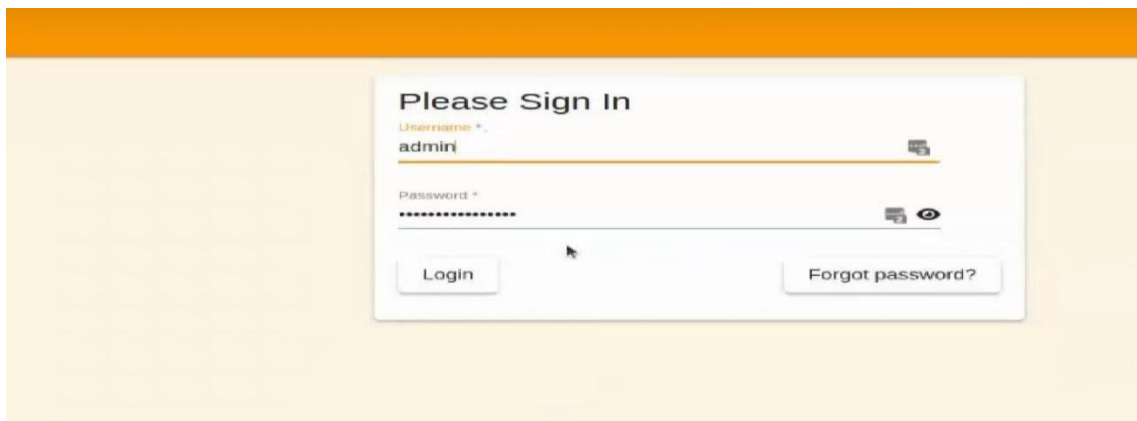 Please Sign In
Username *
admin
Password *
••••••••••••••••
Login Forgot password?